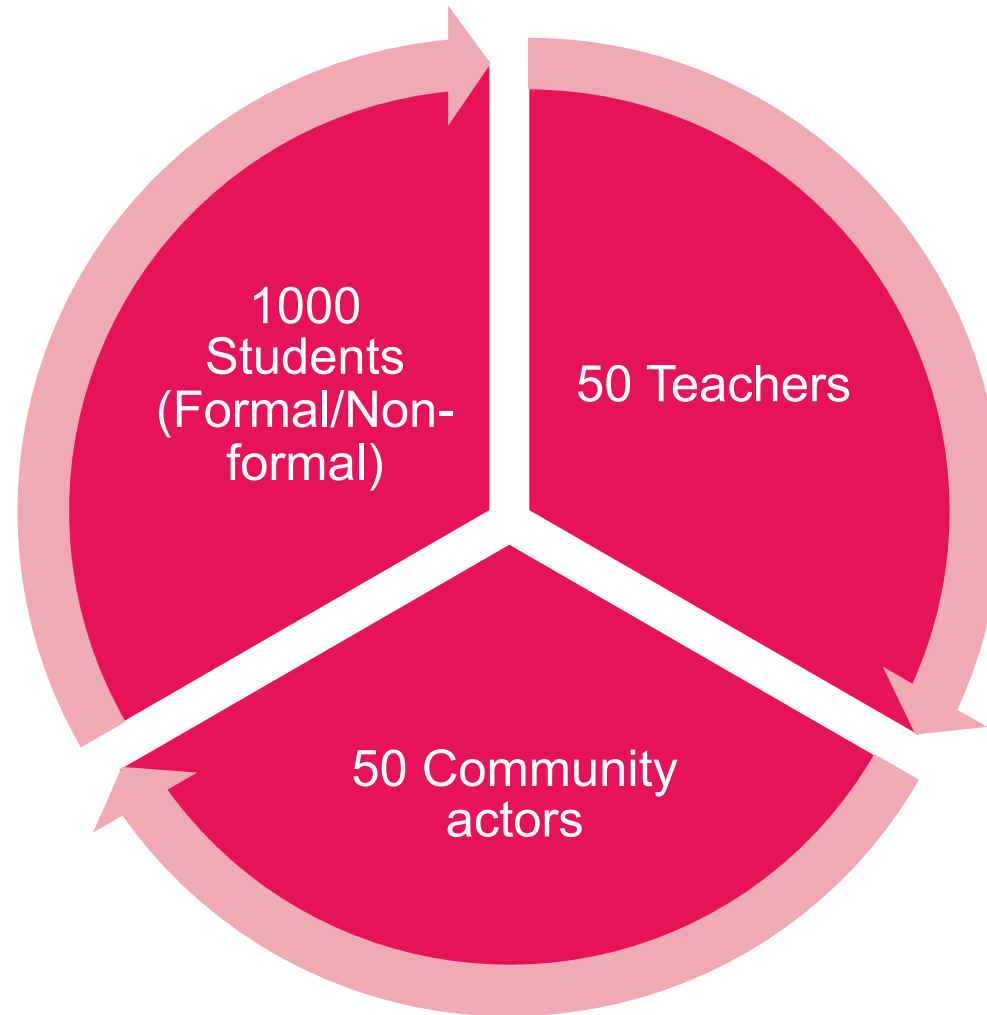 1000
Students
(Formal/Non-
formal)
50 Teachers
50 Community
actors